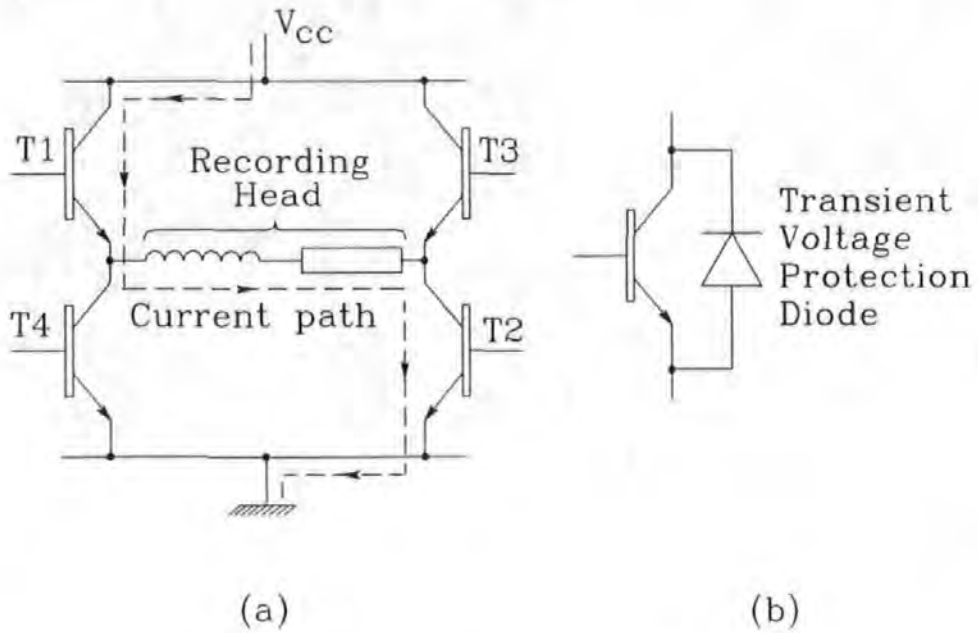 Vcc
T1
Recording
Head
T3
T4
Current path
T2
Transient
Voltage
Protection
Diode
(a)
(b)